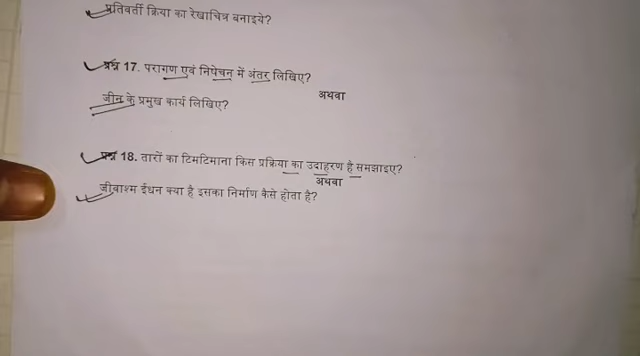 प्रतिवर्ती क्रिया का रेखाचित्र बनाइये?
प्रश्न 17. परागण एवं निषेचन में अंतर लिखिए?
अथवा
जीन के प्रमुख कार्य लिखिए?
प्रश्न 18. तारों का टिमटिमाना किस प्रक्रिया का उदाहरण है समझाइए?
अथवा
जीवाश्म ईधन क्या है इसका निर्माण कैसे होता है?